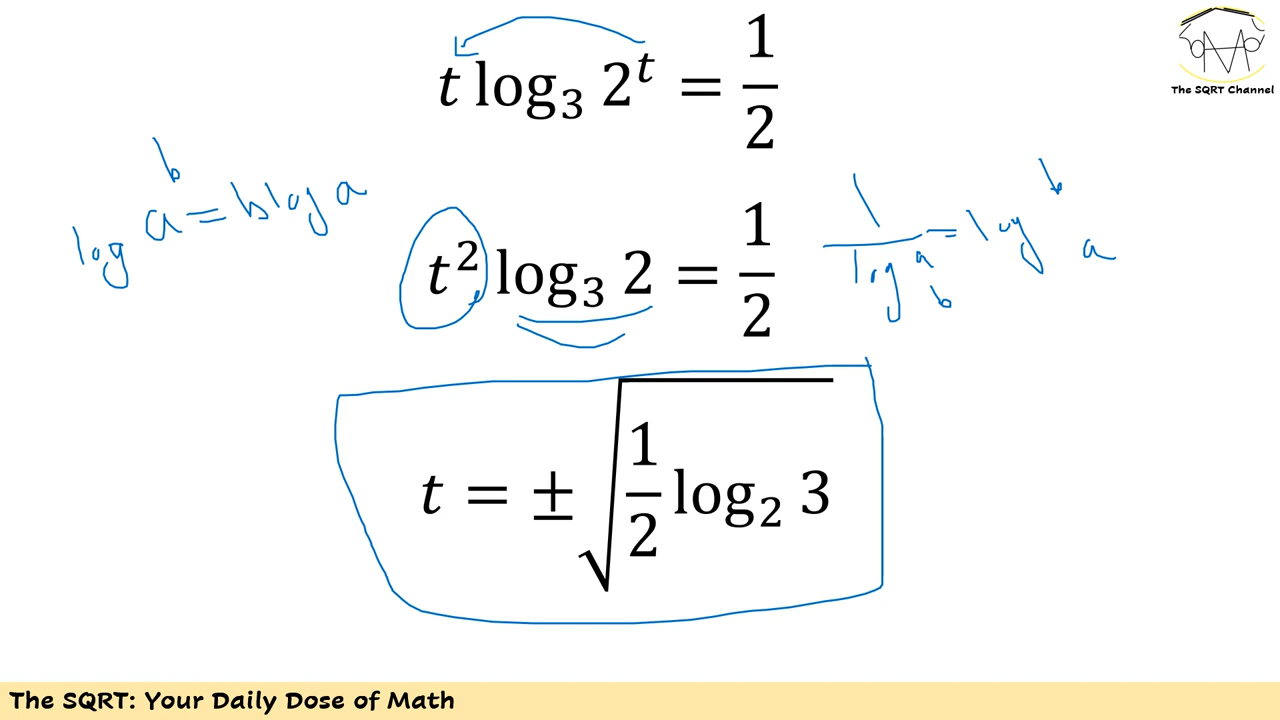 t log₃ 2ᵗ = 1/2
The SQRT Channel
log aᵇ = b log a
t² log₃ 2 = 1/2
1/log_b a = log_a b
t = ± √(1/2 log₂ 3)
The SQRT: Your Daily Dose of Math